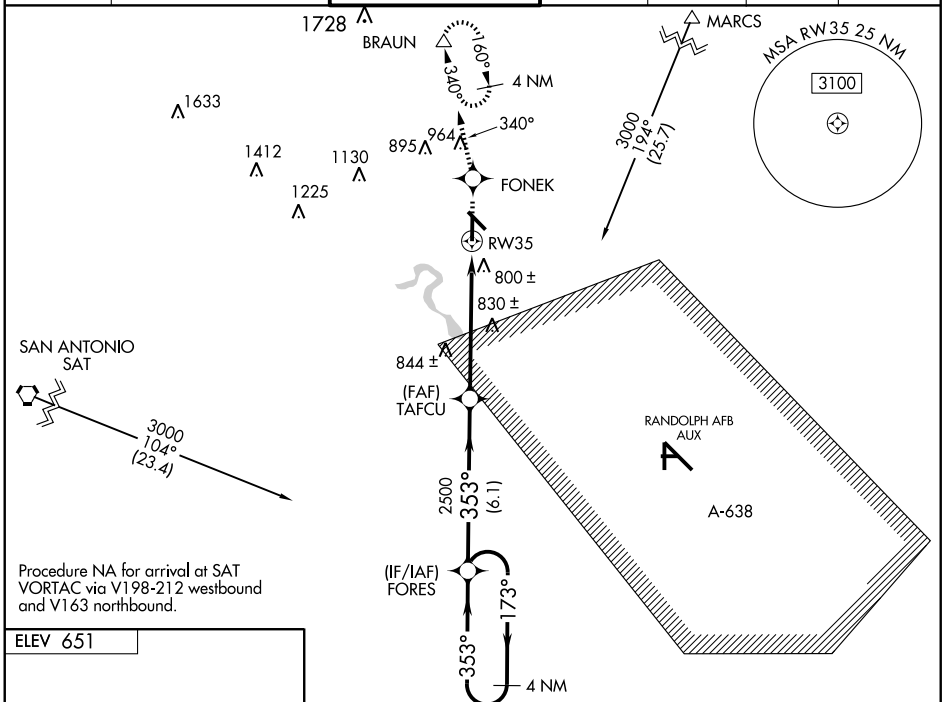 1728
BRAUN
MARCS
160°
340°
4 NM
MSA RW35 25 NM
3100
1633
3000
194°
(25.7)
340°
964
895
1412
1130
1225
FONEK
RW35
800 ±
830 ±
844 ±
SAN ANTONIO
SAT
(FAF)
TAFCU
RANDOLPH AFB
AUX
A-638
3000
104°
(23.4)
2500
353°
(6.1)
(IF/IAF)
FORES
173°
353°
4 NM
Procedure NA for arrival at SAT
VORTAC via V198-212 westbound
and V163 northbound.
ELEV 651